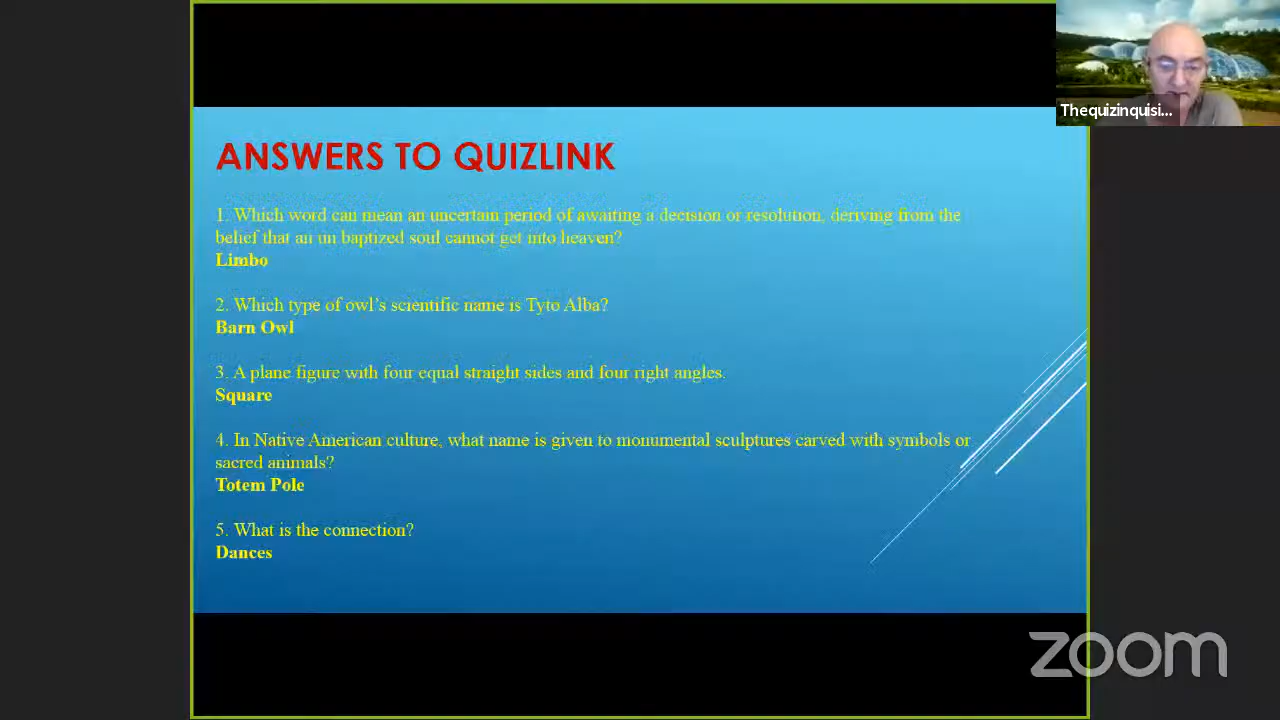 Thequizinquisi...
ANSWERS TO QUIZLINK
1. Which word can mean an uncertain period of awaiting a decision or resolution, deriving from the
belief that an un baptized soul cannot get into heaven?
Limbo
2. Which type of owl's scientific name is Tyto Alba?
Barn Owl
3. A plane figure with four equal straight sides and four right angles.
Square
4. In Native American culture, what name is given to monumental sculptures carved with symbols or
sacred animals?
Totem Pole
5. What is the connection?
Dances
zoom